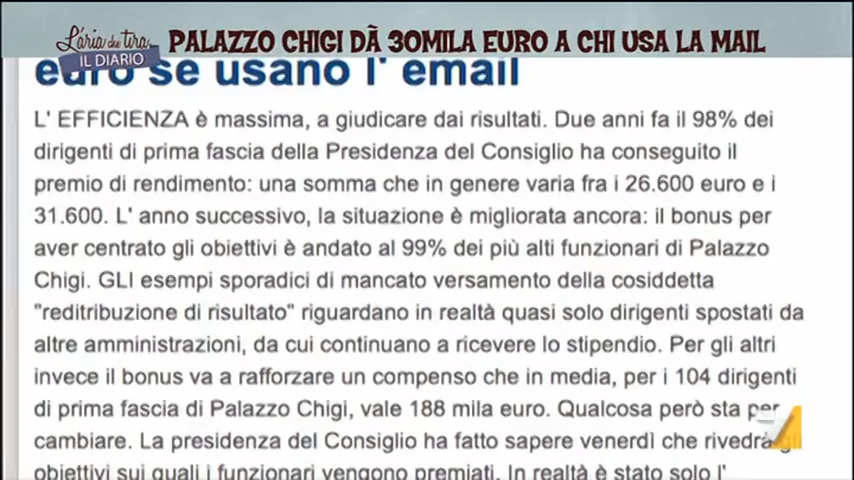 L'aria che tira
IL DIARIO
PALAZZO CHIGI DÃ 30MILA EURO A CHI USA LA MAIL
euro se usano l' email
L' EFFICIENZA è massima, a giudicare dai risultati. Due anni fa il 98% dei
dirigenti di prima fascia della Presidenza del Consiglio ha conseguito il
premio di rendimento: una somma che in genere varia fra i 26.600 euro e i
31.600. L' anno successivo, la situazione è migliorata ancora: il bonus per
aver centrato gli obiettivi è andato al 99% dei più alti funzionari di Palazzo
Chigi. GLI esempi sporadici di mancato versamento della cosiddetta
"reditribuzione di risultato" riguardano in realtà quasi solo dirigenti spostati da
altre amministrazioni, da cui continuano a ricevere lo stipendio. Per gli altri
invece il bonus va a rafforzare un compenso che in media, per i 104 dirigenti
di prima fascia di Palazzo Chigi, vale 188 mila euro. Qualcosa però sta per
cambiare. La presidenza del Consiglio ha fatto sapere venerdì che rivedrà gli
obiettivi sui quali i funzionari vengono premiati. In realtà è stato solo l'